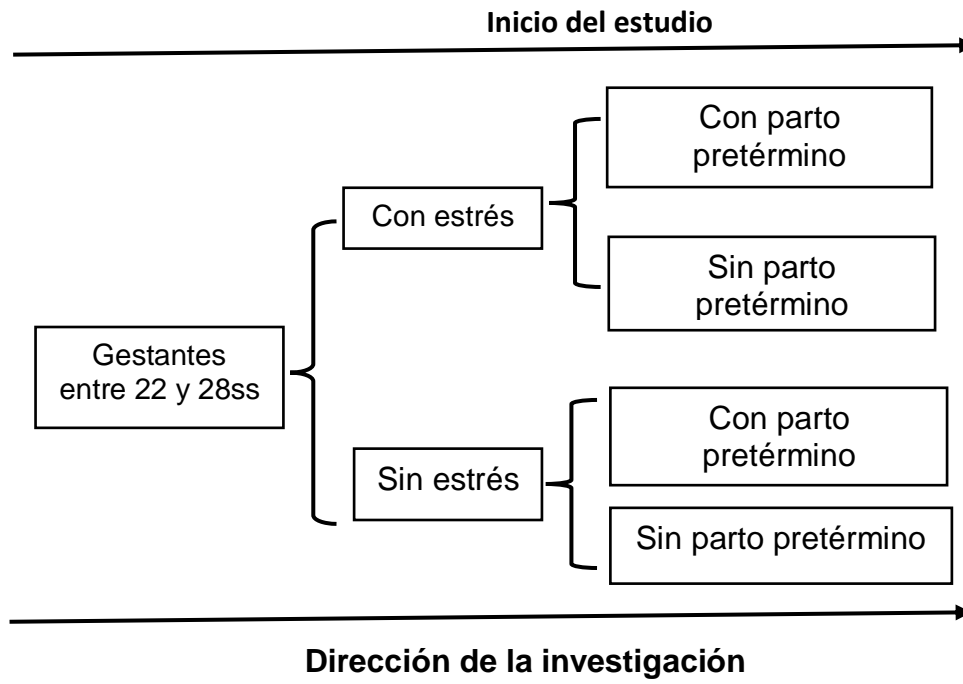 Inicio del estudio
Con parto
pretérmino
Con estrés
Sin parto
pretérmino
Gestantes
entre 22 y 28ss
Con parto
pretérmino
Sin estrés
Sin parto pretérmino
Dirección de la investigación